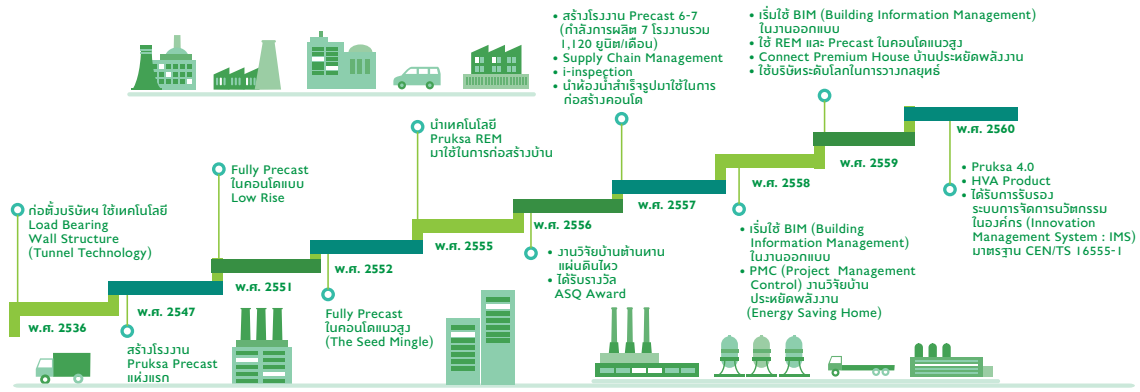 ก่อตั้งบริษัทฯ ใช้เทคโนโลยี
Load Bearing
Wall Structure
(Tunnel Technology)
พ.ศ. 2536
สร้างโรงงาน
Pruksa Precast
แห่งแรก
พ.ศ. 2547
Fully Precast
ในคอนโดแบบ
Low Rise
พ.ศ. 2551
Fully Precast
ในคอนโดแนวสูง
(The Seed Mingle)
พ.ศ. 2552
นำเทคโนโลยี
Pruksa REM
มาใช้ในการก่อสร้างบ้าน
พ.ศ. 2555
• งานวิจัยบ้านต้านทาน
แผ่นดินไหว
• ได้รับรางวัล
ASQ Award
พ.ศ. 2556
• สร้างโรงงาน Precast 6-7
(กำลังการผลิต 7 โรงงานรวม
1,120 ยูนิต/เดือน)
• Supply Chain Management
• i-inspection
• นำห้องน้ำสำเร็จรูปมาใช้ในการ
ก่อสร้างคอนโด
พ.ศ. 2557
• เริ่มใช้ BIM (Building
Information Management)
ในงานออกแบบ
• PMC (Project Management
Control) งานวิจัยบ้าน
ประหยัดพลังงาน
(Energy Saving Home)
พ.ศ. 2558
• เริ่มใช้ BIM (Building Information Management)
ในงานออกแบบ
• ใช้ REM และ Precast ในคอนโดแนวสูง
• Connect Premium House บ้านประหยัดพลังงาน
• ใช้บริษัทระดับโลกในการวางกลยุทธ์
พ.ศ. 2559
• Pruksa 4.0
• HVA Product
• ได้รับการรับรอง
ระบบการจัดการนวัตกรรม
ในองค์กร (Innovation
Management System : IMS)
มาตรฐาน CEN/TS 16555-1
พ.ศ. 2560